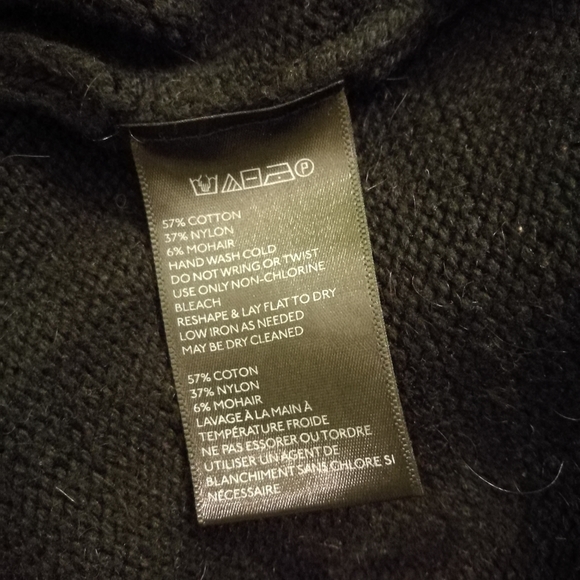 P
57% COTTON
37% NYLON
6% MOHAIR
HAND WASH COLD
DO NOT WRING OR TWIST
USE ONLY NON-CHLORINE
BLEACH
RESHAPE & LAY FLAT TO DRY
LOW IRON AS NEEDED
MAY BE DRY CLEANED
57% COTON
37% NYLON
6% MOHAIR
LAVAGE À LA MAIN À
TEMPÉRATURE FROIDE
NE PAS ESSORER OU TORDRE
UTILISER UN AGENT DE
BLANCHIMENT SANS CHLORE SI
NÉCESSAIRE